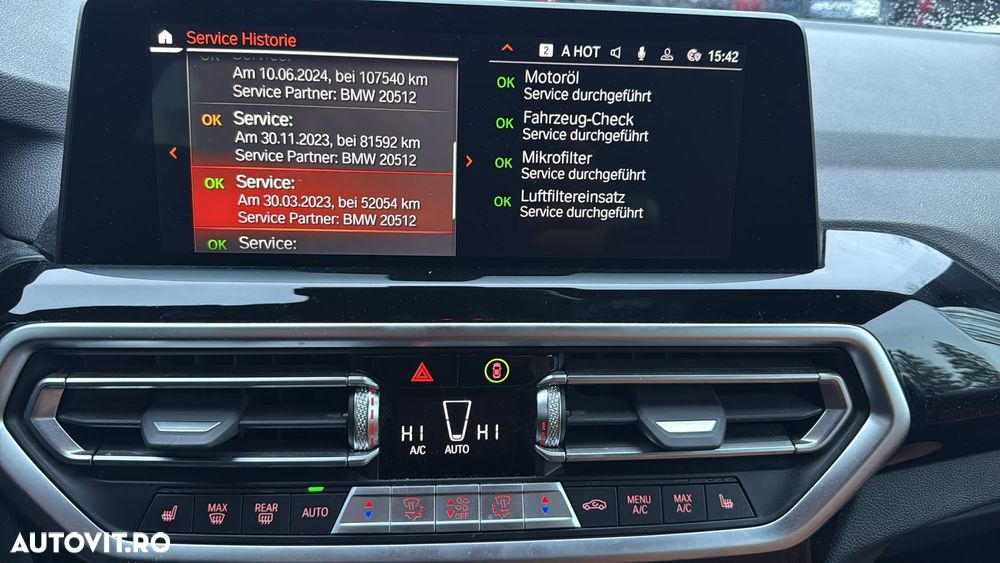 Service Historie
2 A HOT 15:42
OK Service:
Am 10.06.2024, bei 107540 km
Service Partner: BMW 20512
OK Service:
Am 30.11.2023, bei 81592 km
Service Partner: BMW 20512
OK Service:
Am 30.03.2023, bei 52054 km
Service Partner: BMW 20512
OK Service:
OK Motoröl
Service durchgeführt
OK Fahrzeug-Check
Service durchgeführt
OK Mikrofilter
Service durchgeführt
OK Luftfiltereinsatz
Service durchgeführt
HI HI
A/C AUTO
MAX
REAR
AUTO
OFF
MENU
A/C
MAX
A/C
AUTOVIT.RO